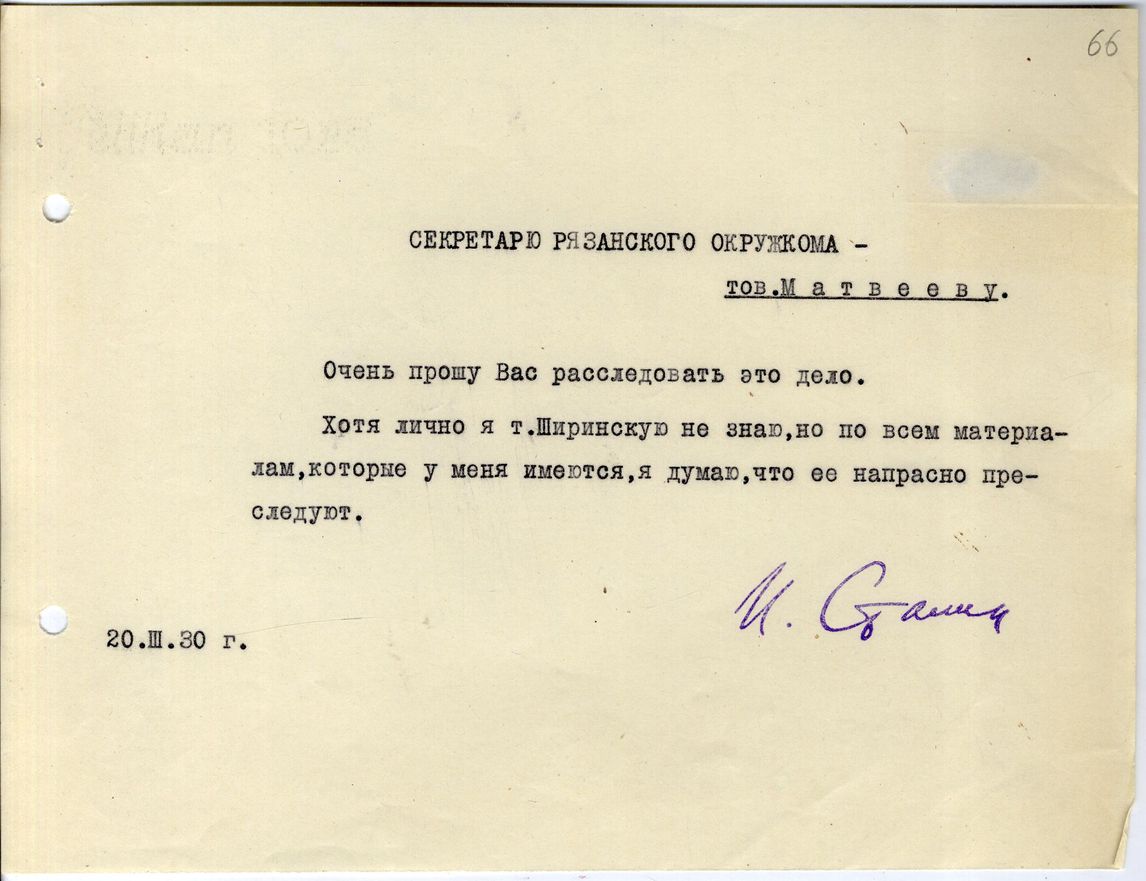 66
СЕКРЕТАРЮ РЯЗАНСКОГО ОКРУЖКОМА –
тов.М а т в е е в у.
Очень прошу Вас расследовать это дело.
Хотя лично я т.Ширинскую не знаю,но по всем материа-
лам,которые у меня имеются,я думаю,что ее напрасно пре-
следуют.
И. Сталин
20.III.30 г.